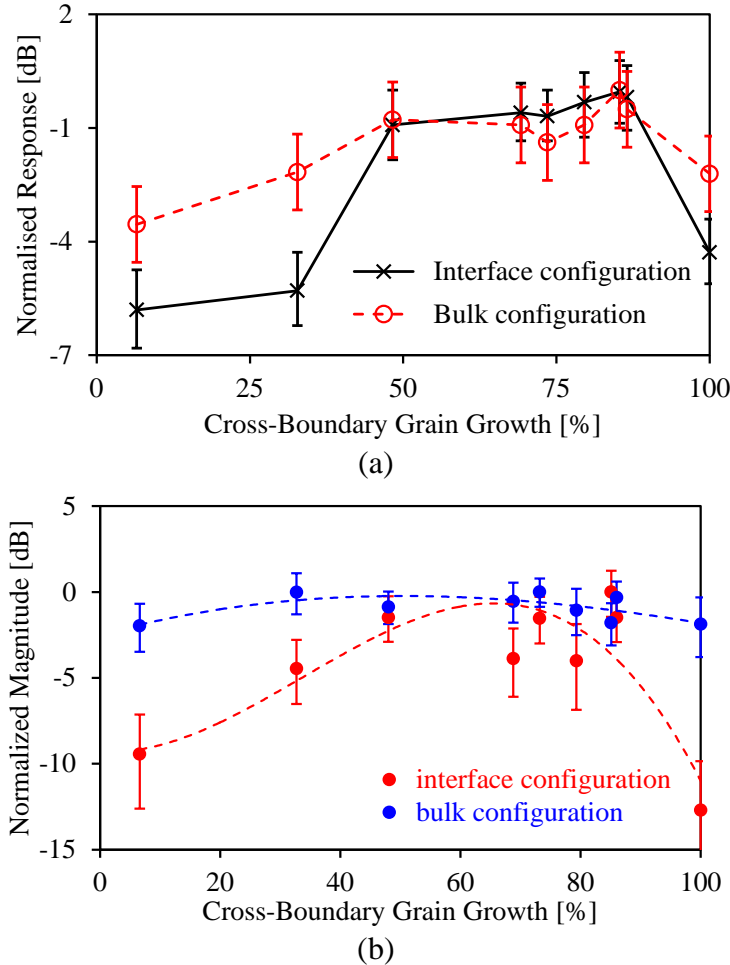 2
-1
-4
-7
Normalised Response [dB]
Interface configuration
Bulk configuration
0 25 50 75 100
Cross-Boundary Grain Growth [%]
(a)
5
0
-5
-10
-15
Normalized Magnitude [dB]
interface configuration
bulk configuration
0 20 40 60 80 100
Cross-Boundary Grain Growth [%]
(b)